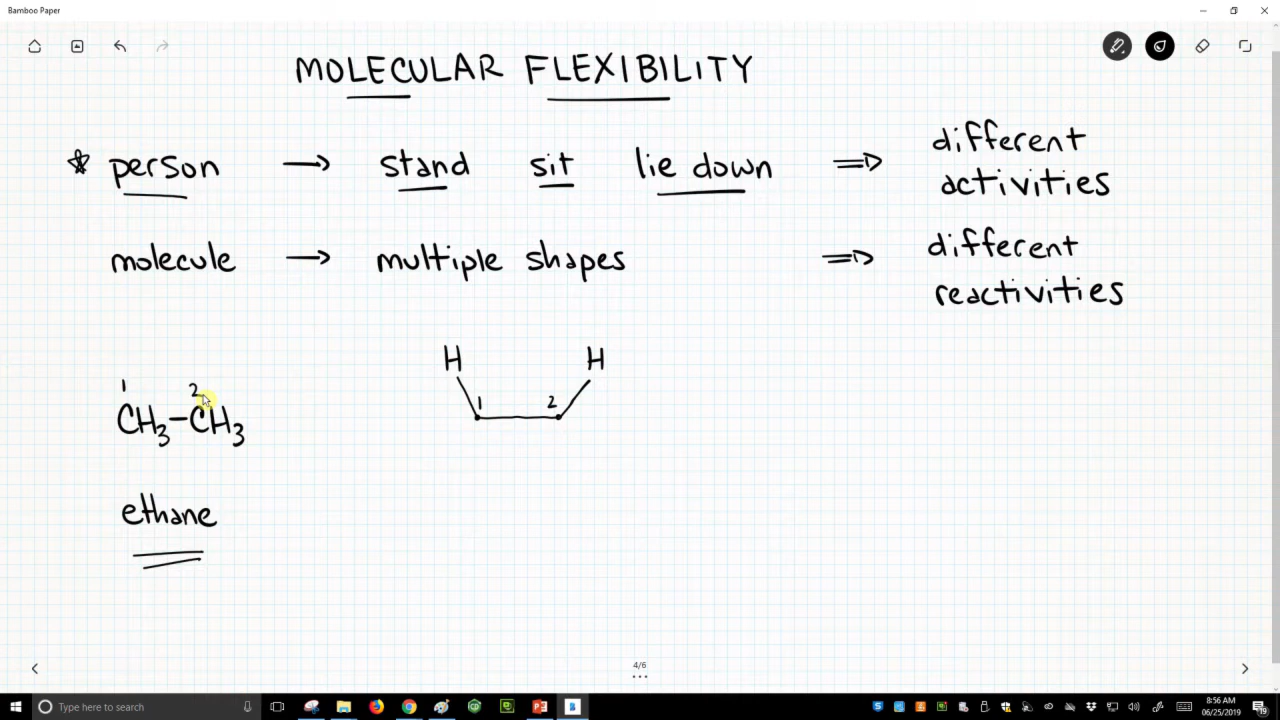 Bamboo Paper
MOLECULAR FLEXIBILITY
person → stand sit lie down ⇒ different activities
molecule → multiple shapes ⇒ different reactivities
H H
1 2
1 2
CH3-CH3
ethane
4/6
Type here to search
8:56 AM
06/25/2019
19